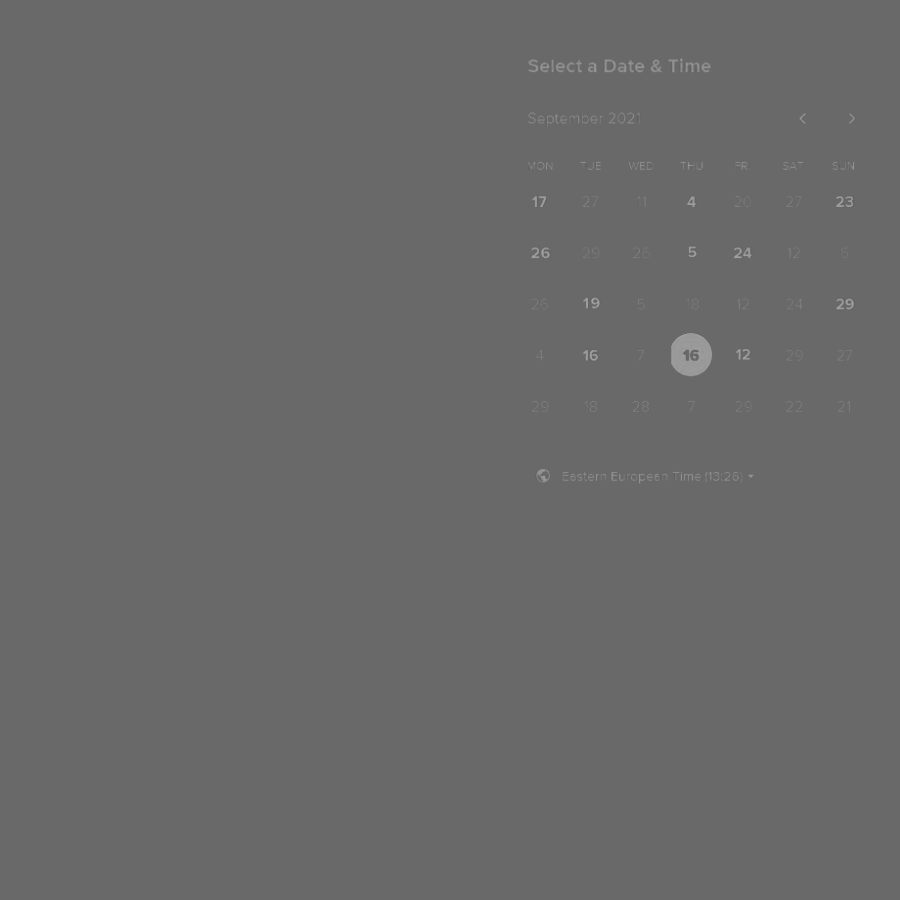 Select a Date & Time
September 2021
MON TUE WED THU FRI SAT SUN
17 27 11 4 20 27 23
26 29 25 5 24 12
26 19 5 18 12 24 29
4 16 7 16 12 29 27
29 18 28 7 29 22 21
Eastern European Time (13:26)